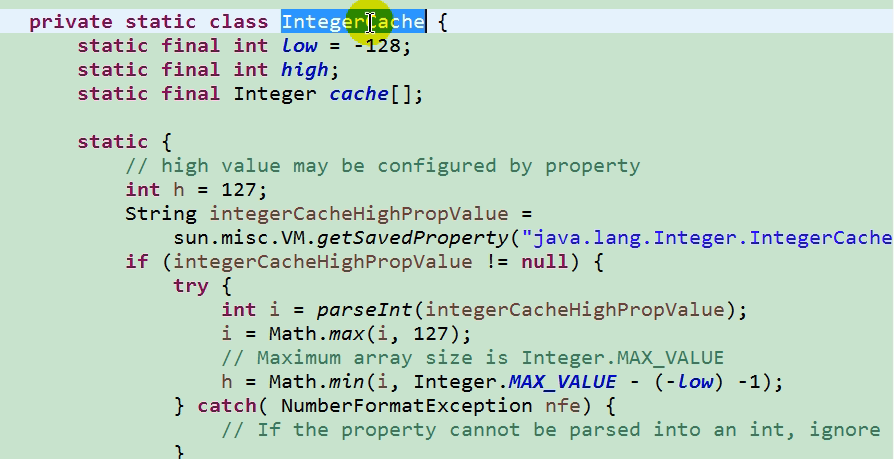 private static class IntegerCache {
static final int low = -128;
static final int high;
static final Integer cache[];
static {
// high value may be configured by property
int h = 127;
String integerCacheHighPropValue =
sun.misc.VM.getSavedProperty("java.lang.Integer.IntegerCache
if (integerCacheHighPropValue != null) {
try {
int i = parseInt(integerCacheHighPropValue);
i = Math.max(i, 127);
// Maximum array size is Integer.MAX_VALUE
h = Math.min(i, Integer.MAX_VALUE - (-low) -1);
} catch( NumberFormatException nfe) {
// If the property cannot be parsed into an int, ignore
}